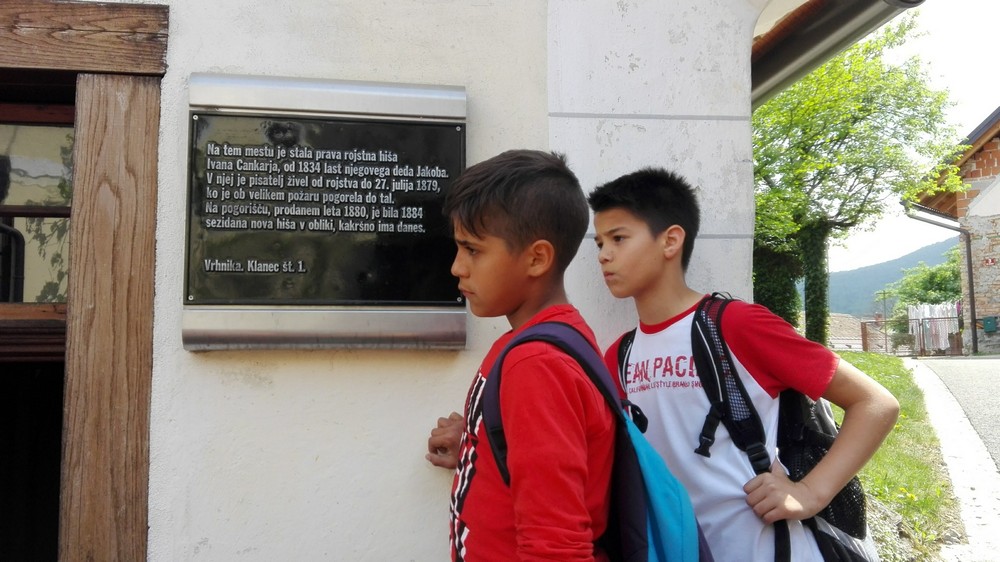 Na tem mestu je stala prava rojstna hiša
Ivana Cankarja, od 1834 last njegovega deda Jakoba.
V njej je pisatelj živel od rojstva do 27. julija 1879,
ko je ob velikem požaru pogorela do tal.
Na pogorišču, prodanem leta 1880, je bila 1884
sezidana nova hiša v obliki, kakršno ima danes.
Vrhnika. Klanec št. 1.